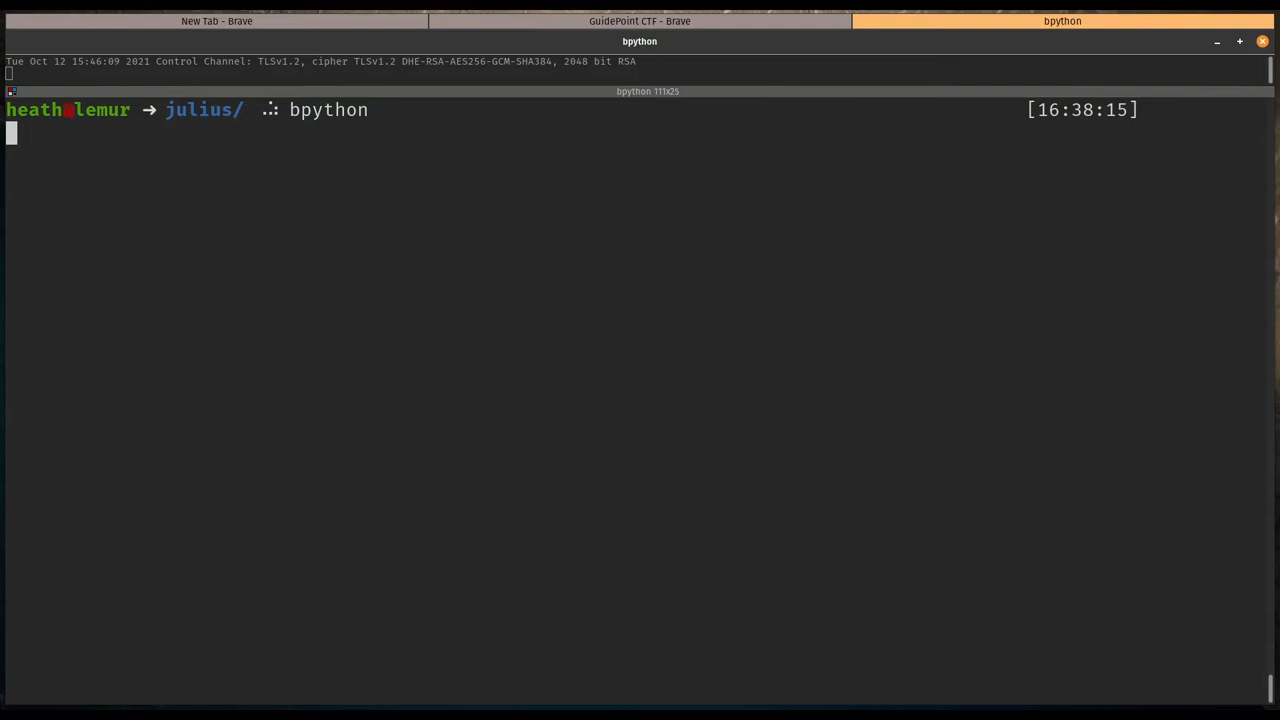 New Tab - Brave
GuidePoint CTF - Brave
bpython
bpython
Tue Oct 12 15:46:09 2021 Control Channel: TLSv1.2, cipher TLSv1.2 DHE-RSA-AES256-GCM-SHA384, 2048 bit RSA
bpython 111x25
heath@lemur ➜ julius/ ⠴ bpython [16:38:15]